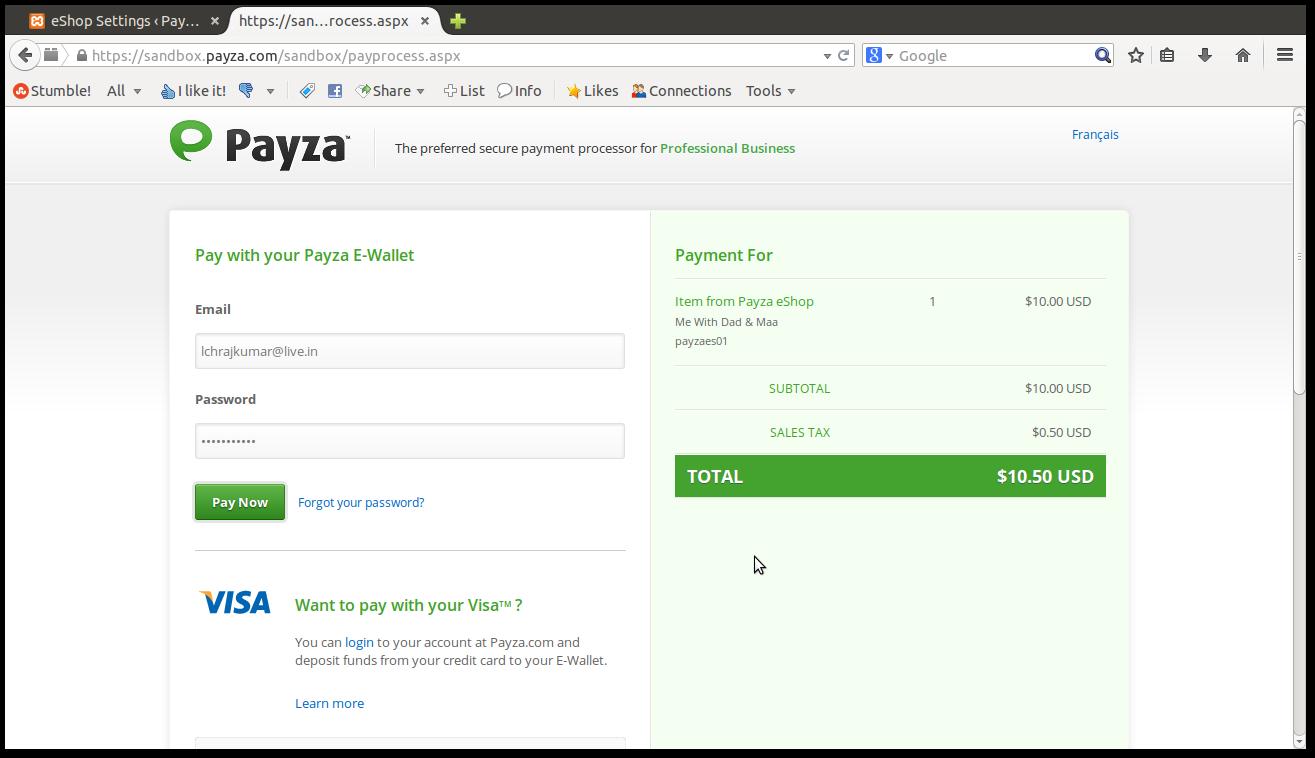 eShop Settings ‹ Pay...
https://san...rocess.aspx
https://sandbox.payza.com/sandbox/payprocess.aspx
8 Google
Stumble! All I like it! Share List Info Likes Connections Tools
Payza™
The preferred secure payment processor for Professional Business
Français
Pay with your Payza E-Wallet
Email
lchrajkumar@live.in
Password
•••••••••••
Pay Now Forgot your password?
VISA
Want to pay with your Visa™ ?
You can login to your account at Payza.com and
deposit funds from your credit card to your E-Wallet.
Learn more
Payment For
Item from Payza eShop 1 $10.00 USD
Me With Dad & Maa
payzaes01
SUBTOTAL $10.00 USD
SALES TAX $0.50 USD
TOTAL $10.50 USD